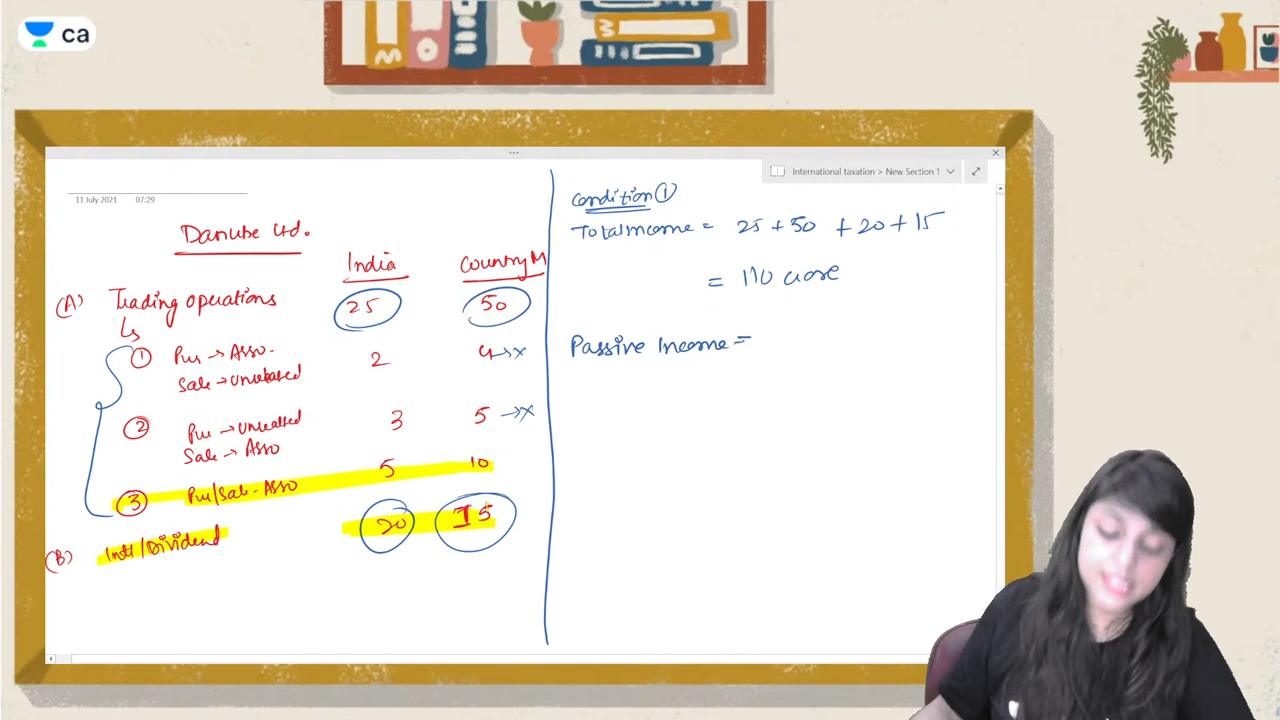 ca
International taxation > New Section 1
11 July 2021 07:29
Danube Ltd.
India Country M
(A) Trading operations 25 50
① Pur → Asso. 2 4 → x
Sale → Unrelated
② Pur → Unrelated 3 5 → x
Sale → Asso
③ Pur/Sale - Asso 5 10
(B) Int/Dividend 20 15
Condition ①
Total Income = 25 + 50 + 20 + 15
= 110 crore
Passive Income =